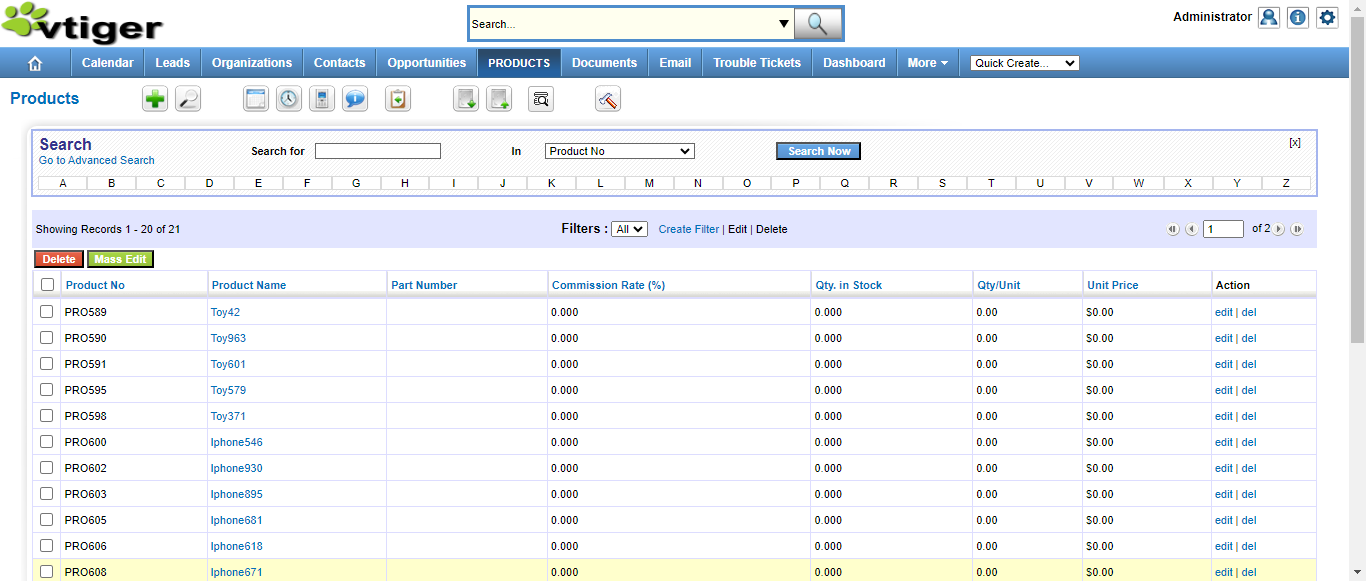 vtiger
Search...
Administrator
Calendar Leads Organizations Contacts Opportunities PRODUCTS Documents Email Trouble Tickets Dashboard More Quick Create...
Products
Search
Go to Advanced Search
Search for In Product No Search Now [x]
A B C D E F G H I J K L M N O P Q R S T U V W X Y Z
Showing Records 1 - 20 of 21 Filters : All Create Filter | Edit | Delete 1 of 2
Delete Mass Edit
Product No Product Name Part Number Commission Rate (%) Qty. in Stock Qty/Unit Unit Price Action
PRO589 Toy42 0.000 0.000 0.00 $0.00 edit | del
PRO590 Toy963 0.000 0.000 0.00 $0.00 edit | del
PRO591 Toy601 0.000 0.000 0.00 $0.00 edit | del
PRO595 Toy579 0.000 0.000 0.00 $0.00 edit | del
PRO598 Toy371 0.000 0.000 0.00 $0.00 edit | del
PRO600 Iphone546 0.000 0.000 0.00 $0.00 edit | del
PRO602 Iphone930 0.000 0.000 0.00 $0.00 edit | del
PRO603 Iphone895 0.000 0.000 0.00 $0.00 edit | del
PRO605 Iphone681 0.000 0.000 0.00 $0.00 edit | del
PRO606 Iphone618 0.000 0.000 0.00 $0.00 edit | del
PRO608 Iphone671 0.000 0.000 0.00 $0.00 edit | del